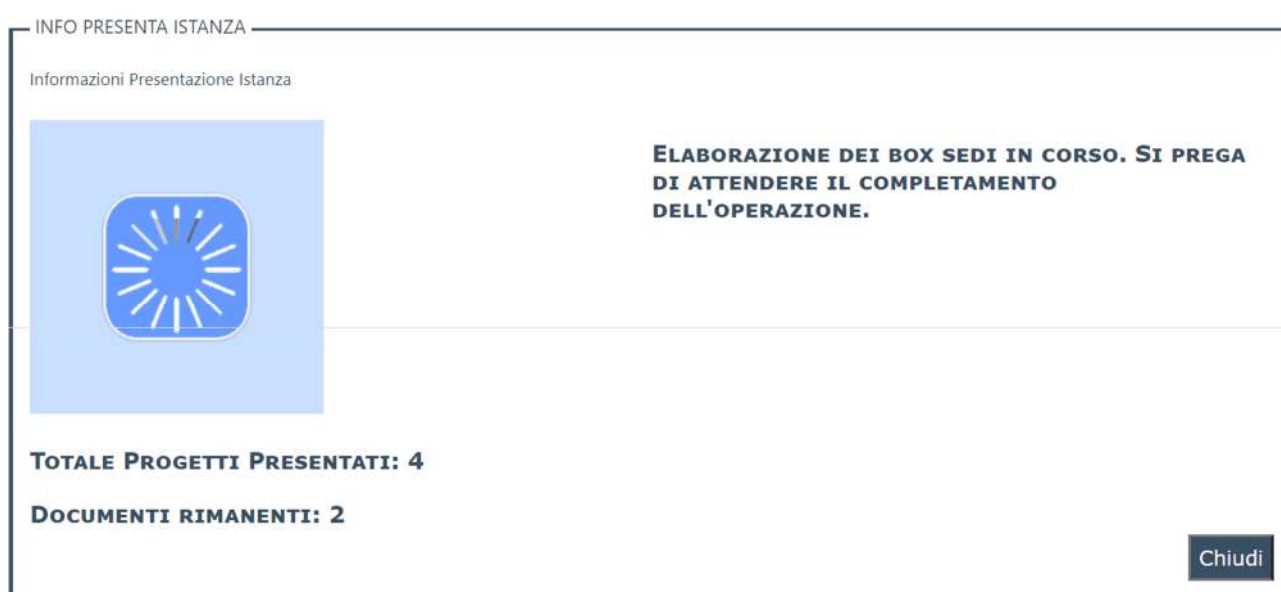 INFO PRESENTA ISTANZA
Informazioni Presentazione Istanza
ELABORAZIONE DEI BOX SEDI IN CORSO. SI PREGA
DI ATTENDERE IL COMPLETAMENTO
DELL'OPERAZIONE.
TOTALE PROGETTI PRESENTATI: 4
DOCUMENTI RIMANENTI: 2
Chiudi